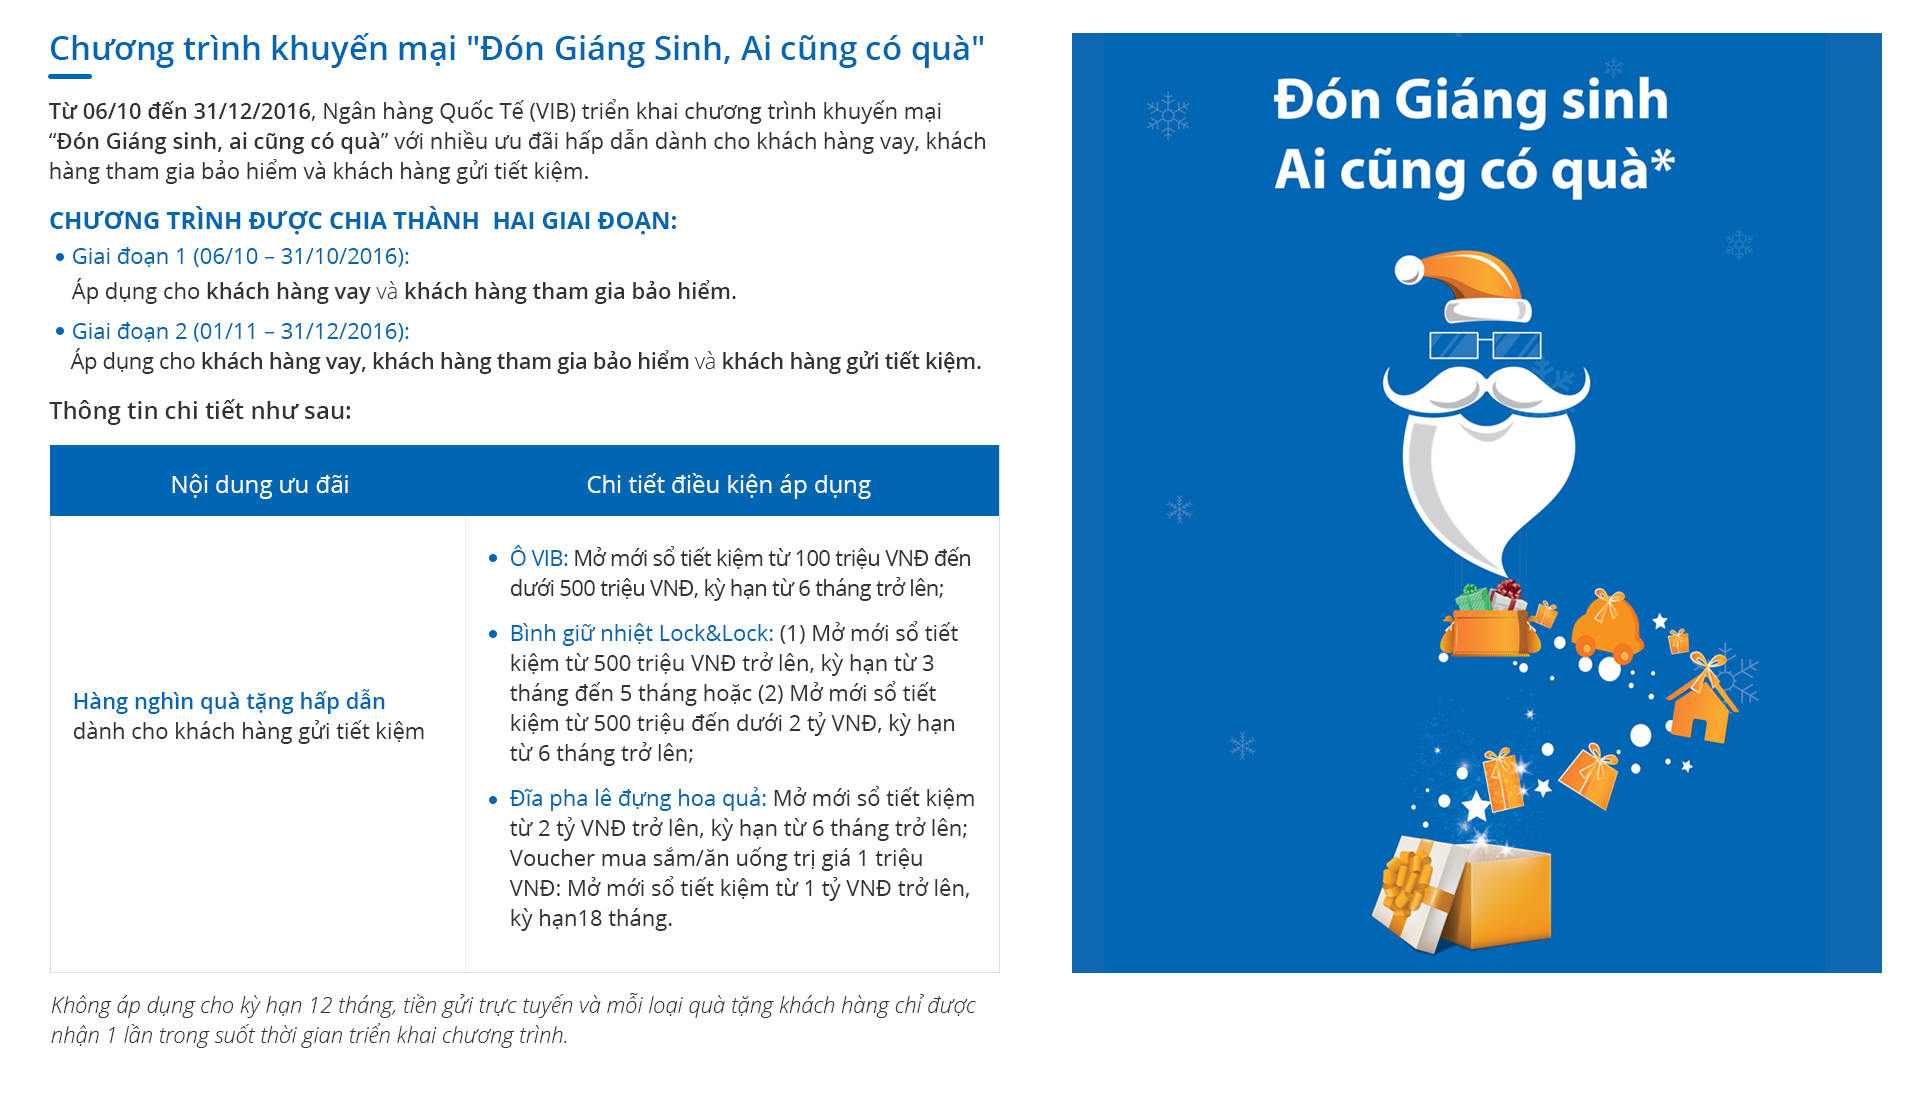 Chương trình khuyến mại "Đón Giáng Sinh, Ai cũng có quà"
Từ 06/10 đến 31/12/2016, Ngân hàng Quốc Tế (VIB) triển khai chương trình khuyến mại
“Đón Giáng sinh, ai cũng có quà” với nhiều ưu đãi hấp dẫn dành cho khách hàng vay, khách
hàng tham gia bảo hiểm và khách hàng gửi tiết kiệm.
CHƯƠNG TRÌNH ĐƯỢC CHIA THÀNH HAI GIAI ĐOẠN:
• Giai đoạn 1 (06/10 – 31/10/2016):
Áp dụng cho khách hàng vay và khách hàng tham gia bảo hiểm.
• Giai đoạn 2 (01/11 – 31/12/2016):
Áp dụng cho khách hàng vay, khách hàng tham gia bảo hiểm và khách hàng gửi tiết kiệm.
Thông tin chi tiết như sau:
Nội dung ưu đãi
Chi tiết điều kiện áp dụng
Hàng nghìn quà tặng hấp dẫn
dành cho khách hàng gửi tiết kiệm
• Ô VIB: Mở mới sổ tiết kiệm từ 100 triệu VNĐ đến
dưới 500 triệu VNĐ, kỳ hạn từ 6 tháng trở lên;
• Bình giữ nhiệt Lock&Lock: (1) Mở mới sổ tiết
kiệm từ 500 triệu VNĐ trở lên, kỳ hạn từ 3
tháng đến 5 tháng hoặc (2) Mở mới sổ tiết
kiệm từ 500 triệu đến dưới 2 tỷ VNĐ, kỳ hạn
từ 6 tháng trở lên;
• Đĩa pha lê đựng hoa quả: Mở mới sổ tiết kiệm
từ 2 tỷ VNĐ trở lên, kỳ hạn từ 6 tháng trở lên;
Voucher mua sắm/ăn uống trị giá 1 triệu
VNĐ: Mở mới sổ tiết kiệm từ 1 tỷ VNĐ trở lên,
kỳ hạn18 tháng.
Không áp dụng cho kỳ hạn 12 tháng, tiền gửi trực tuyến và mỗi loại quà tặng khách hàng chỉ được
nhận 1 lần trong suốt thời gian triển khai chương trình.
Đón Giáng sinh
Ai cũng có quà*